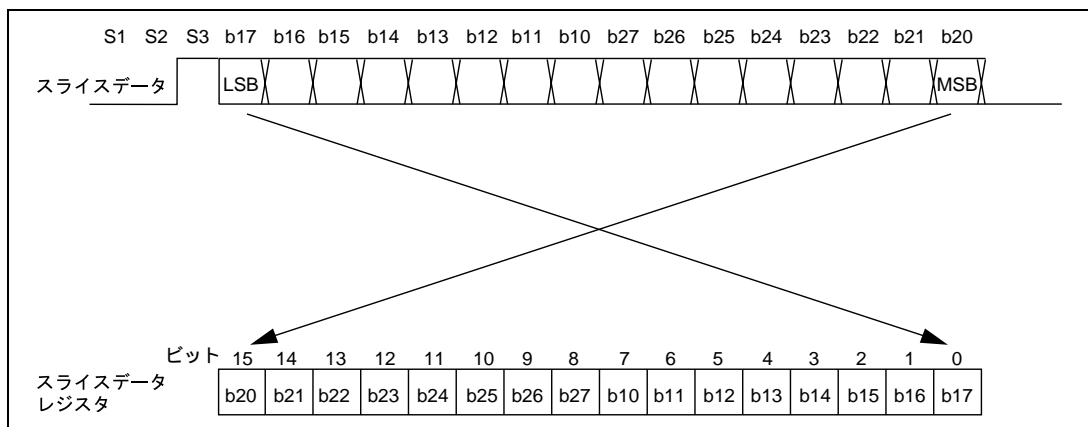 S1 S2 S3 b17 b16 b15 b14 b13 b12 b11 b10 b27 b26 b25 b24 b23 b22 b21 b20
スライスデータ LSB MSB
ビット 15 14 13 12 11 10 9 8 7 6 5 4 3 2 1 0
スライスデータ
レジスタ
b20 b21 b22 b23 b24 b25 b26 b27 b10 b11 b12 b13 b14 b15 b16 b17